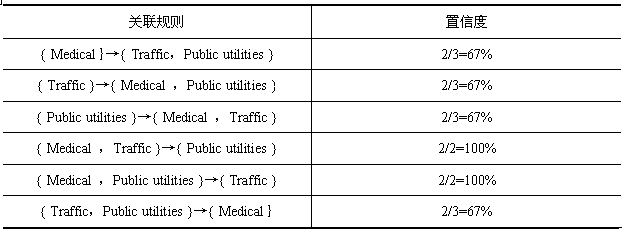 关联规则 置信度
{ Medical }→{ Traffic，Public utilities } 2/3=67%
{ Traffic }→{ Medical ，Public utilities } 2/3=67%
{ Public utilities }→{ Medical ，Traffic } 2/3=67%
{ Medical ，Traffic }→{ Public utilities } 2/2=100%
{ Medical ，Public utilities }→{ Traffic } 2/2=100%
{ Traffic，Public utilities }→{ Medical } 2/3=67%